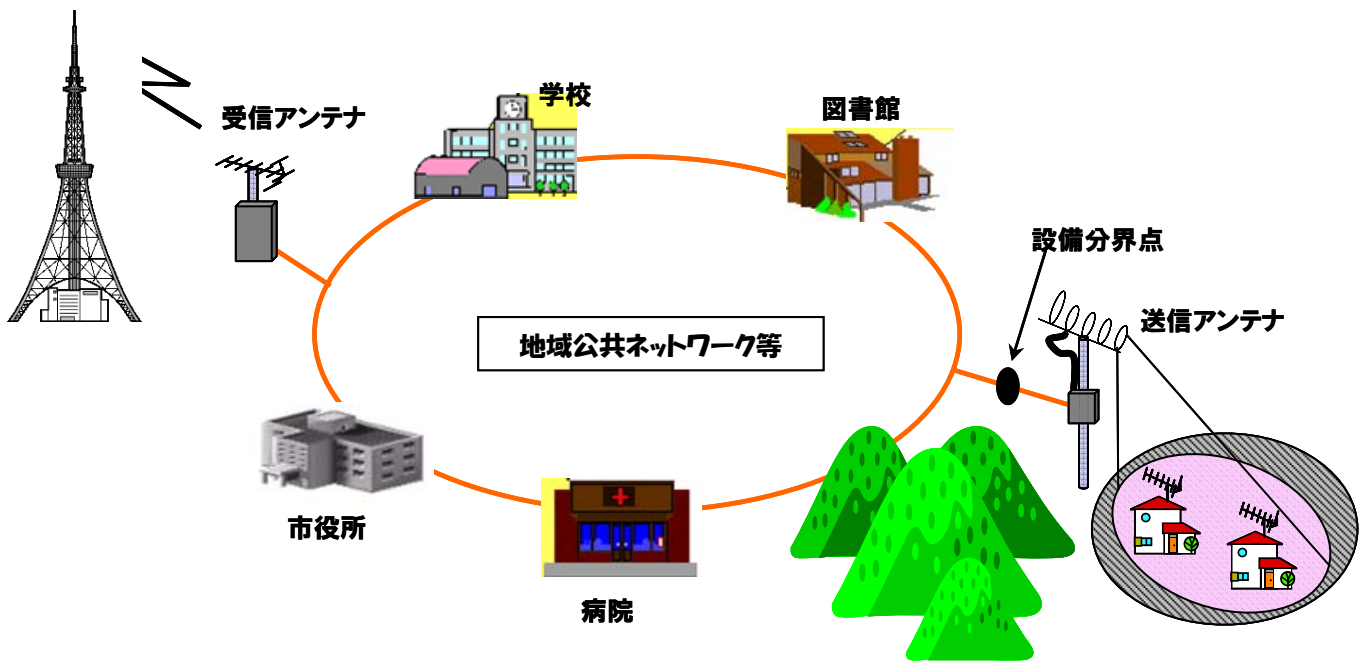 学校
図書館
受信アンテナ
設備分界点
送信アンテナ
地域公共ネットワーク等
市役所
病院